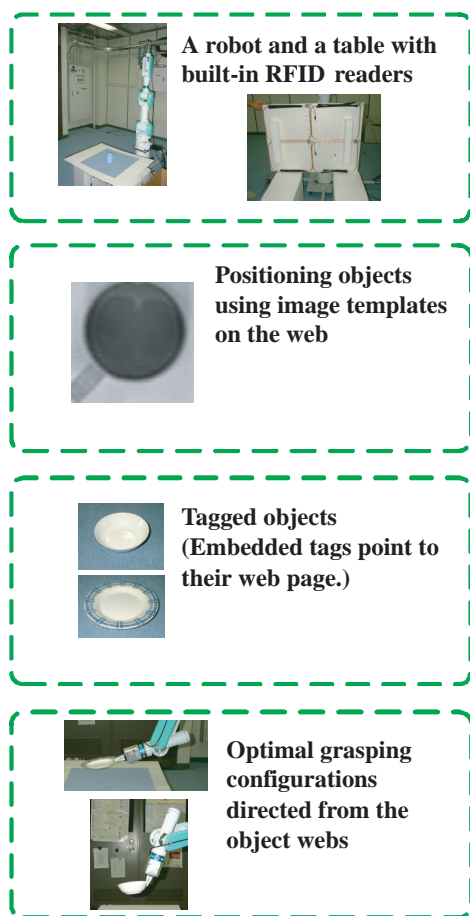 A robot and a table with
built-in RFID readers
Positioning objects
using image templates
on the web
Tagged objects
(Embedded tags point to
their web page.)
Optimal grasping
configurations
directed from the
object webs